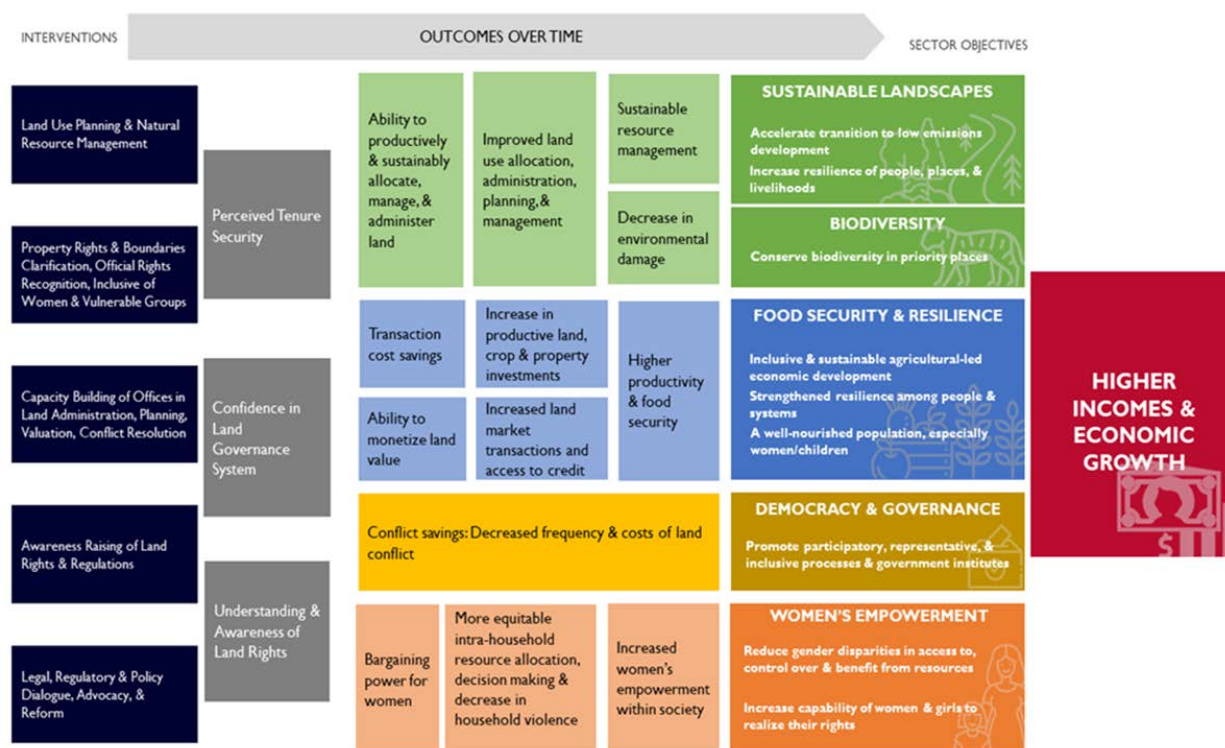 INTERVENTIONS
OUTCOMES OVER TIME
SECTOR OBJECTIVES
Land Use Planning & Natural
Resource Management
Property Rights & Boundaries
Clarification, Official Rights
Recognition, Inclusive of
Women & Vulnerable Groups
Capacity Building of Offices in
Land Administration, Planning,
Valuation, Conflict Resolution
Awareness Raising of Land
Rights & Regulations
Legal, Regulatory & Policy
Dialogue, Advocacy, &
Reform
Perceived Tenure
Security
Confidence in
Land
Governance
System
Understanding &
Awareness of
Land Rights
Ability to
productively
& sustainably
allocate,
manage, &
administer
land
Improved land
use allocation,
administration,
planning, &
management
Sustainable
resource
management
Decrease in
environmental
damage
Transaction
cost savings
Increase in
productive land,
crop & property
investments
Ability to
monetize land
value
Increased land
market
transactions and
access to credit
Higher
productivity
& food
security
Conflict savings: Decreased frequency & costs of land
conflict
Bargaining
power for
women
More equitable
intra-household
resource allocation,
decision making &
decrease in
household violence
Increased
women's
empowerment
within society
SUSTAINABLE LANDSCAPES
Accelerate transition to low emissions
development
Increase resilience of people, places, &
livelihoods
BIODIVERSITY
Conserve biodiversity in priority places
FOOD SECURITY & RESILIENCE
Inclusive & sustainable agricultural-led
economic development
Strengthened resilience among people &
systems
A well-nourished population, especially
women/children
DEMOCRACY & GOVERNANCE
Promote participatory, representative, &
inclusive processes & government institutes
WOMEN'S EMPOWERMENT
Reduce gender disparities in access to,
control over & benefit from resources
Increase capability of women & girls to
realize their rights
HIGHER
INCOMES &
ECONOMIC
GROWTH
$